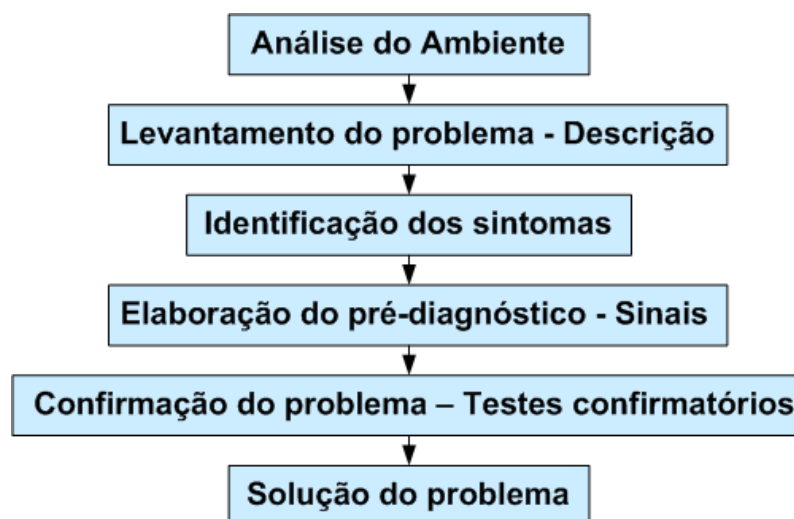 Análise do Ambiente
Levantamento do problema - Descrição
Identificação dos sintomas
Elaboração do pré-diagnóstico - Sinais
Confirmação do problema – Testes confirmatórios
Solução do problema